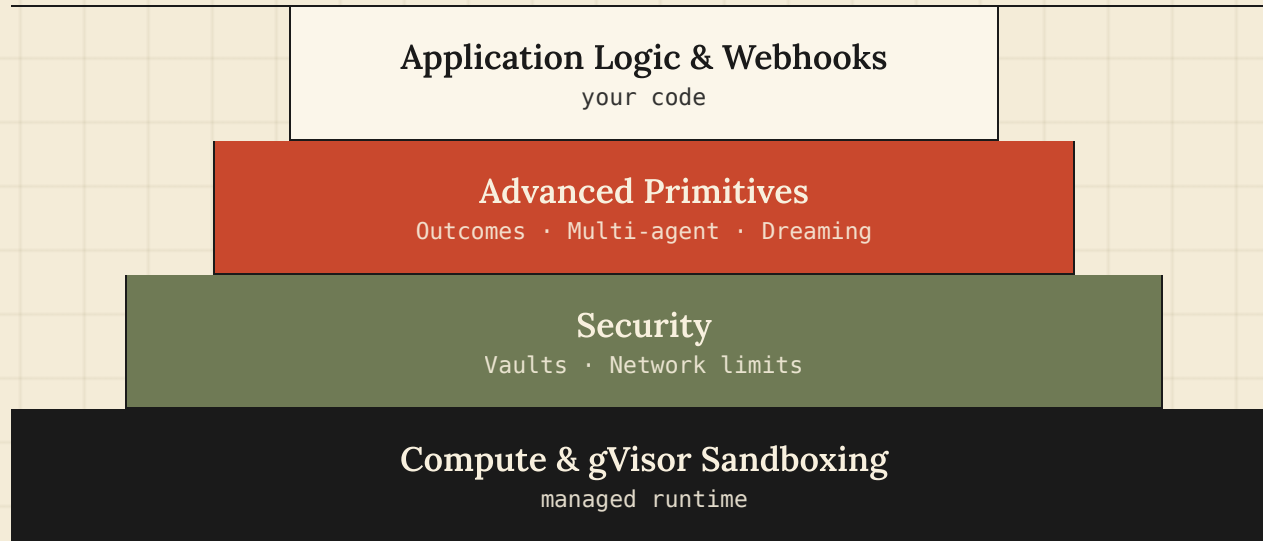 Application Logic & Webhooks
your code
Advanced Primitives
Outcomes · Multi-agent · Dreaming
Security
Vaults · Network limits
Compute & gVisor Sandboxing
managed runtime